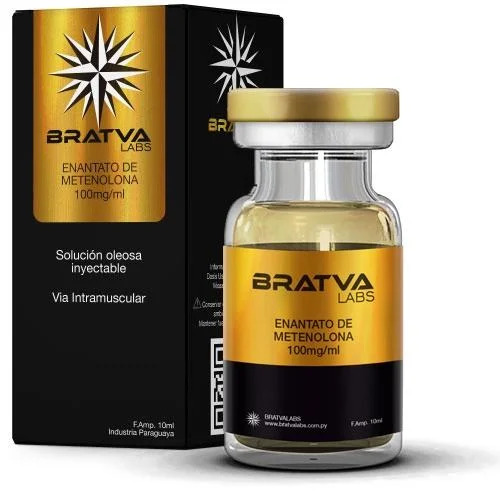 BRATVA
LABS
ENANTATO DE
METENOLONA
100mg/ml
Solución oleosa
inyectable
Via Intramuscular
F.Amp. 10ml
Industria Paraguaya
BRATVA
LABS
ENANTATO DE
METENOLONA
100mg/ml
BRATVALABS
www.bratvalabs.com.py
F.Amp. 10ml